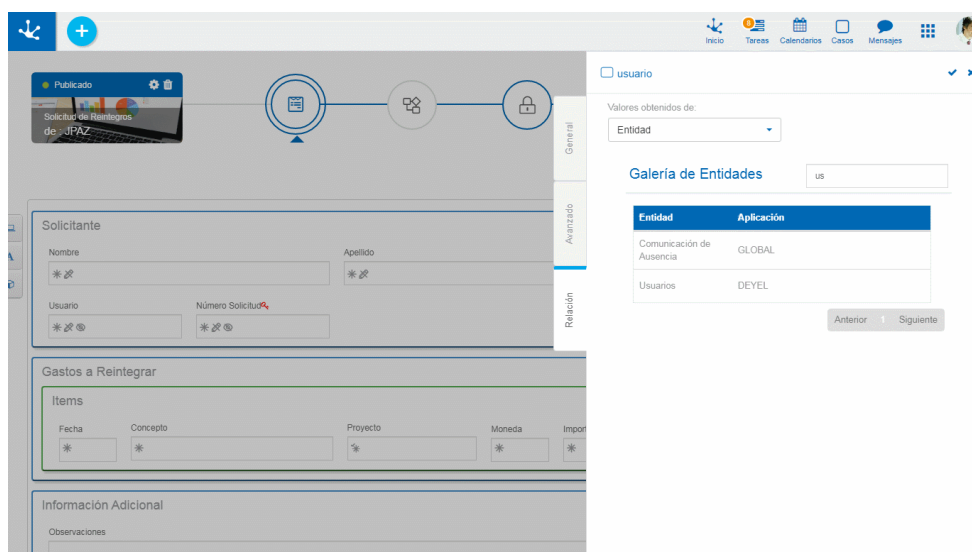 Inicio
8
Tareas
Calendarios
Casos
Mensajes
Publicado
Solicitud de Reintegros
de : JPAZ
Solicitante
Nombre
Apellido
Usuario
Número Solicitud
Gastos a Reintegrar
Items
Fecha
Concepto
Proyecto
Moneda
Import
Información Adicional
Observaciones
General
Avanzado
Relación
usuario
Valores obtenidos de:
Entidad
Galería de Entidades
us
Entidad Aplicación
Comunicación de
Ausencia
GLOBAL
Usuarios DEYEL
Anterior 1 Siguiente